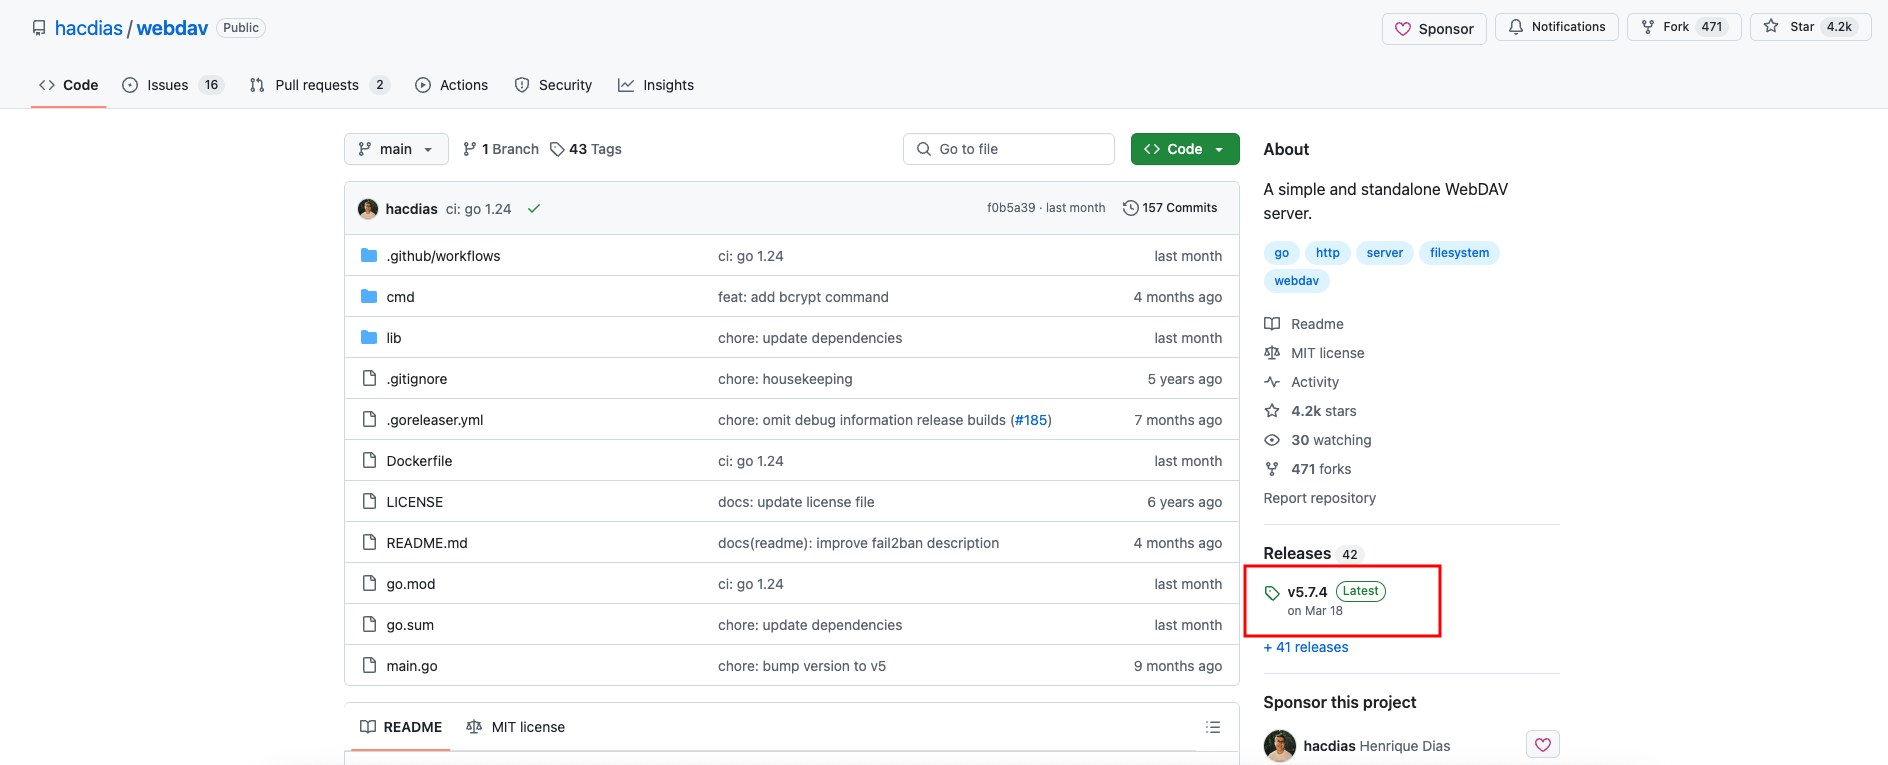 hacdias / webdav Public
Sponsor Notifications Fork 471 Star 4.2k
Code Issues 16 Pull requests 2 Actions Security Insights
main 1 Branch 43 Tags Go to file Code
hacdias ci: go 1.24 f0b5a39 · last month 157 Commits
.github/workflows ci: go 1.24 last month
cmd feat: add bcrypt command 4 months ago
lib chore: update dependencies last month
.gitignore chore: housekeeping 5 years ago
.goreleaser.yml chore: omit debug information release builds (#185) 7 months ago
Dockerfile ci: go 1.24 last month
LICENSE docs: update license file 6 years ago
README.md docs(readme): improve fail2ban description 4 months ago
go.mod ci: go 1.24 last month
go.sum chore: update dependencies last month
main.go chore: bump version to v5 9 months ago
README MIT license
About
A simple and standalone WebDAV
server.
go http server filesystem
webdav
Readme
MIT license
Activity
4.2k stars
30 watching
471 forks
Report repository
Releases 42
v5.7.4 Latest
on Mar 18
+ 41 releases
Sponsor this project
hacdias Henrique Dias